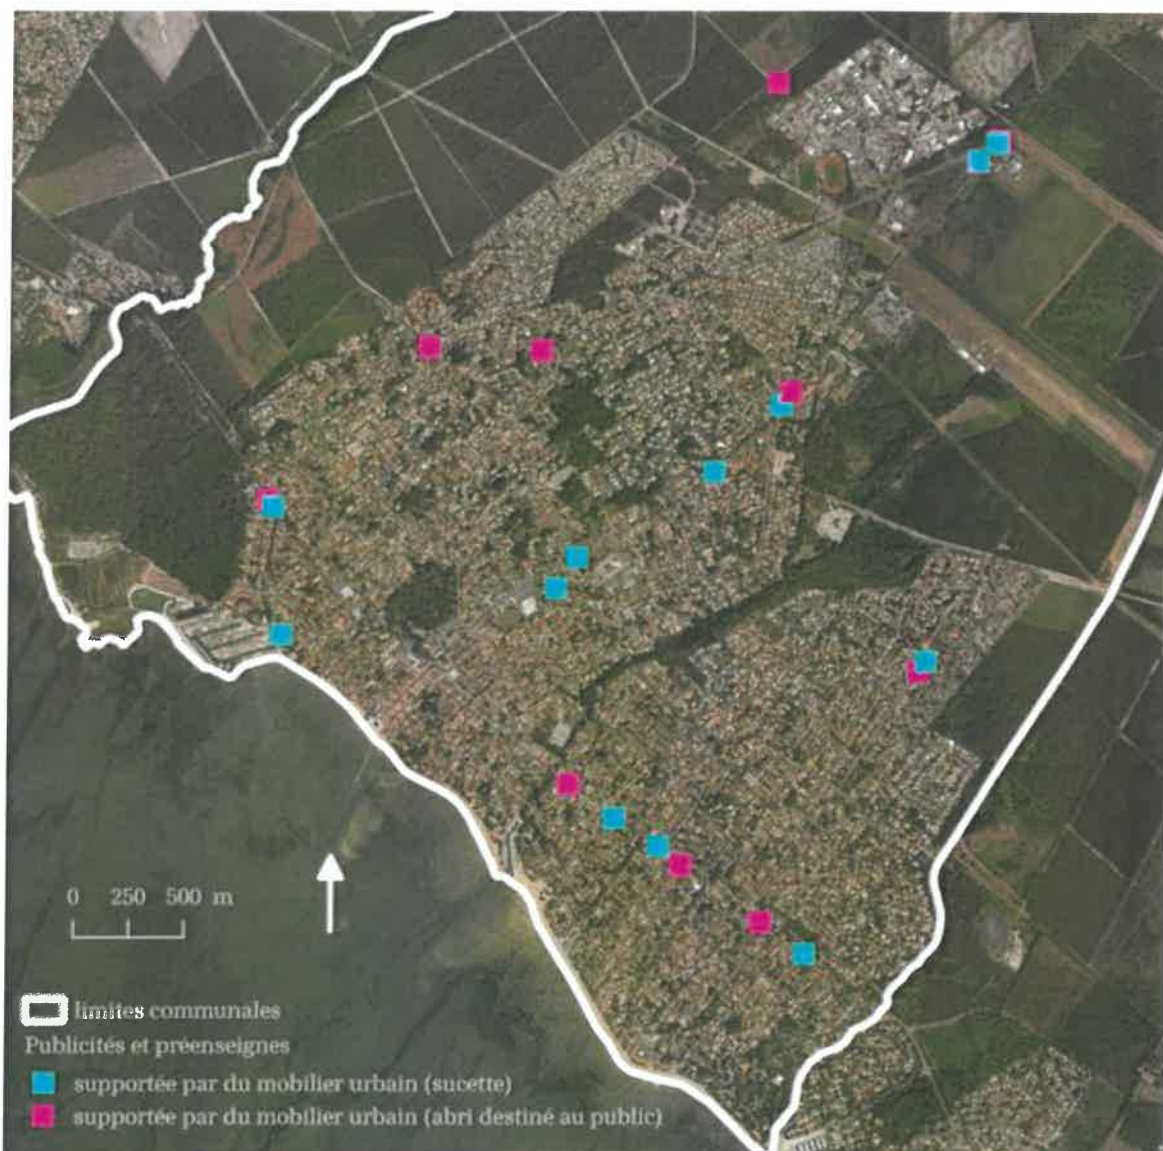 0 250 500 m
limites communales
Publicités et préenseignes
supportée par du mobilier urbain (sucette)
supportée par du mobilier urbain (abri destiné au public)